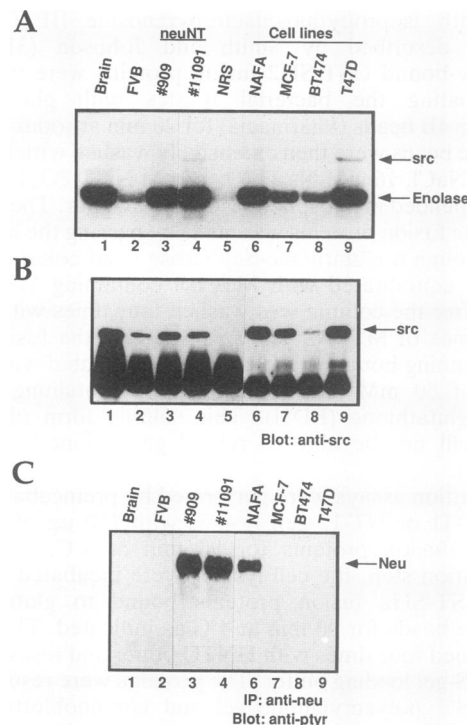 A
neuNT
Cell lines
Brain FVB #909 #11091 NRS NAFA MCF-7 BT474 T47D
src
Enolase
1 2 3 4 5 6 7 8 9
B
src
1 2 3 4 5 6 7 8 9
Blot: anti-src
C
Brain FVB #909 #11091 NAFA MCF-7 BT474 T47D
Neu
1 2 3 4 6 7 8 9
IP: anti-neu
Blot: anti-ptyr